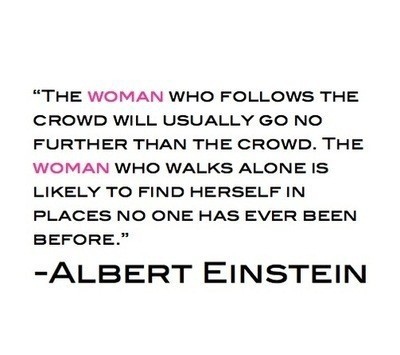 “The woman who follows the
crowd will usually go no
further than the crowd. The
woman who walks alone is
likely to find herself in
places no one has ever been
before.”
-Albert Einstein